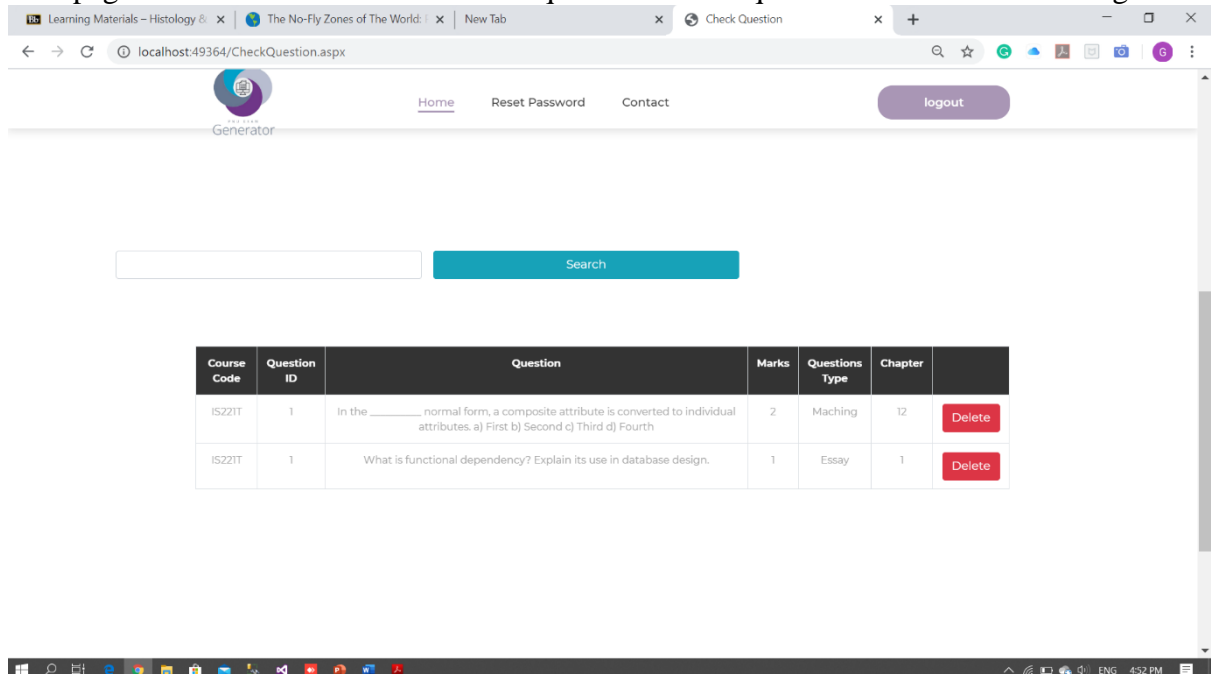 Learning Materials – Histology &
The No-Fly Zones of The World:
New Tab
Check Question
localhost:49364/CheckQuestion.aspx
Generator
Home
Reset Password
Contact
logout
Search
Course Code
Question ID
Question
Marks
Questions Type
Chapter
IS221T
1
In the ________ normal form, a composite attribute is converted to individual
attributes. a) First b) Second c) Third d) Fourth
2
Maching
12
Delete
IS221T
1
What is functional dependency? Explain its use in database design.
1
Essay
1
Delete
ENG 4:52 PM